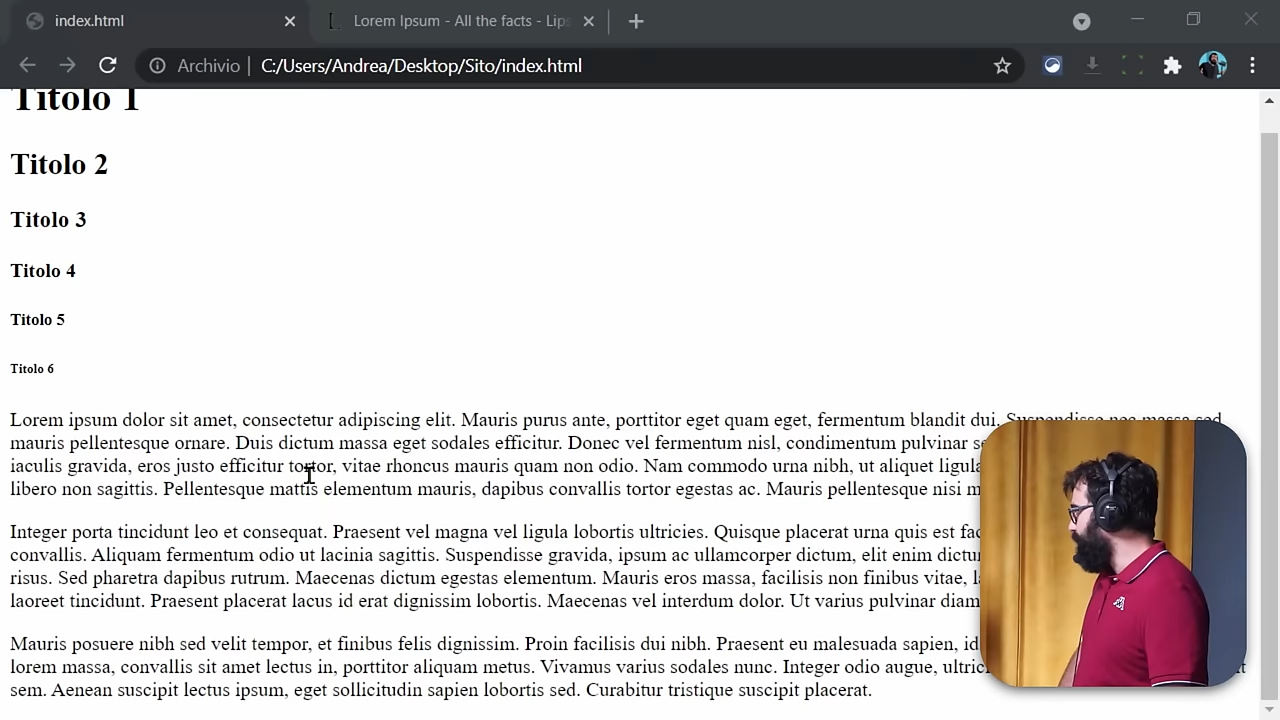 index.html
Lorem Ipsum - All the facts - Lips
Archivio
C:/Users/Andrea/Desktop/Sito/index.html
Titolo 1
Titolo 2
Titolo 3
Titolo 4
Titolo 5
Titolo 6
Lorem ipsum dolor sit amet, consectetur adipiscing elit. Mauris purus ante, porttitor eget quam eget, fermentum blandit dui. Suspendisse nec massa sed
mauris pellentesque ornare. Duis dictum massa eget sodales efficitur. Donec vel fermentum nisl, condimentum pulvinar
iaculis gravida, eros justo efficitur tortor, vitae rhoncus mauris quam non odio. Nam commodo urna nibh, ut aliquet ligula
libero non sagittis. Pellentesque mattis elementum mauris, dapibus convallis tortor egestas ac. Mauris pellentesque nisi
Integer porta tincidunt leo et consequat. Praesent vel magna vel ligula lobortis ultricies. Quisque placerat urna quis est
convallis. Aliquam fermentum odio ut lacinia sagittis. Suspendisse gravida, ipsum ac ullamcorper dictum, elit enim
risus. Sed pharetra dapibus rutrum. Maecenas dictum egestas elementum. Mauris eros massa, facilisis non finibus vitae,
laoreet tincidunt. Praesent placerat lacus id erat dignissim lobortis. Maecenas vel interdum dolor. Ut varius pulvinar diam
Mauris posuere nibh sed velit tempor, et finibus felis dignissim. Proin facilisis dui nibh. Praesent eu malesuada sapien, id
lorem massa, convallis sit amet lectus in, porttitor aliquam metus. Vivamus varius sodales nunc. Integer odio augue,
sem. Aenean suscipit lectus ipsum, eget sollicitudin sapien lobortis sed. Curabitur tristique suscipit placerat.